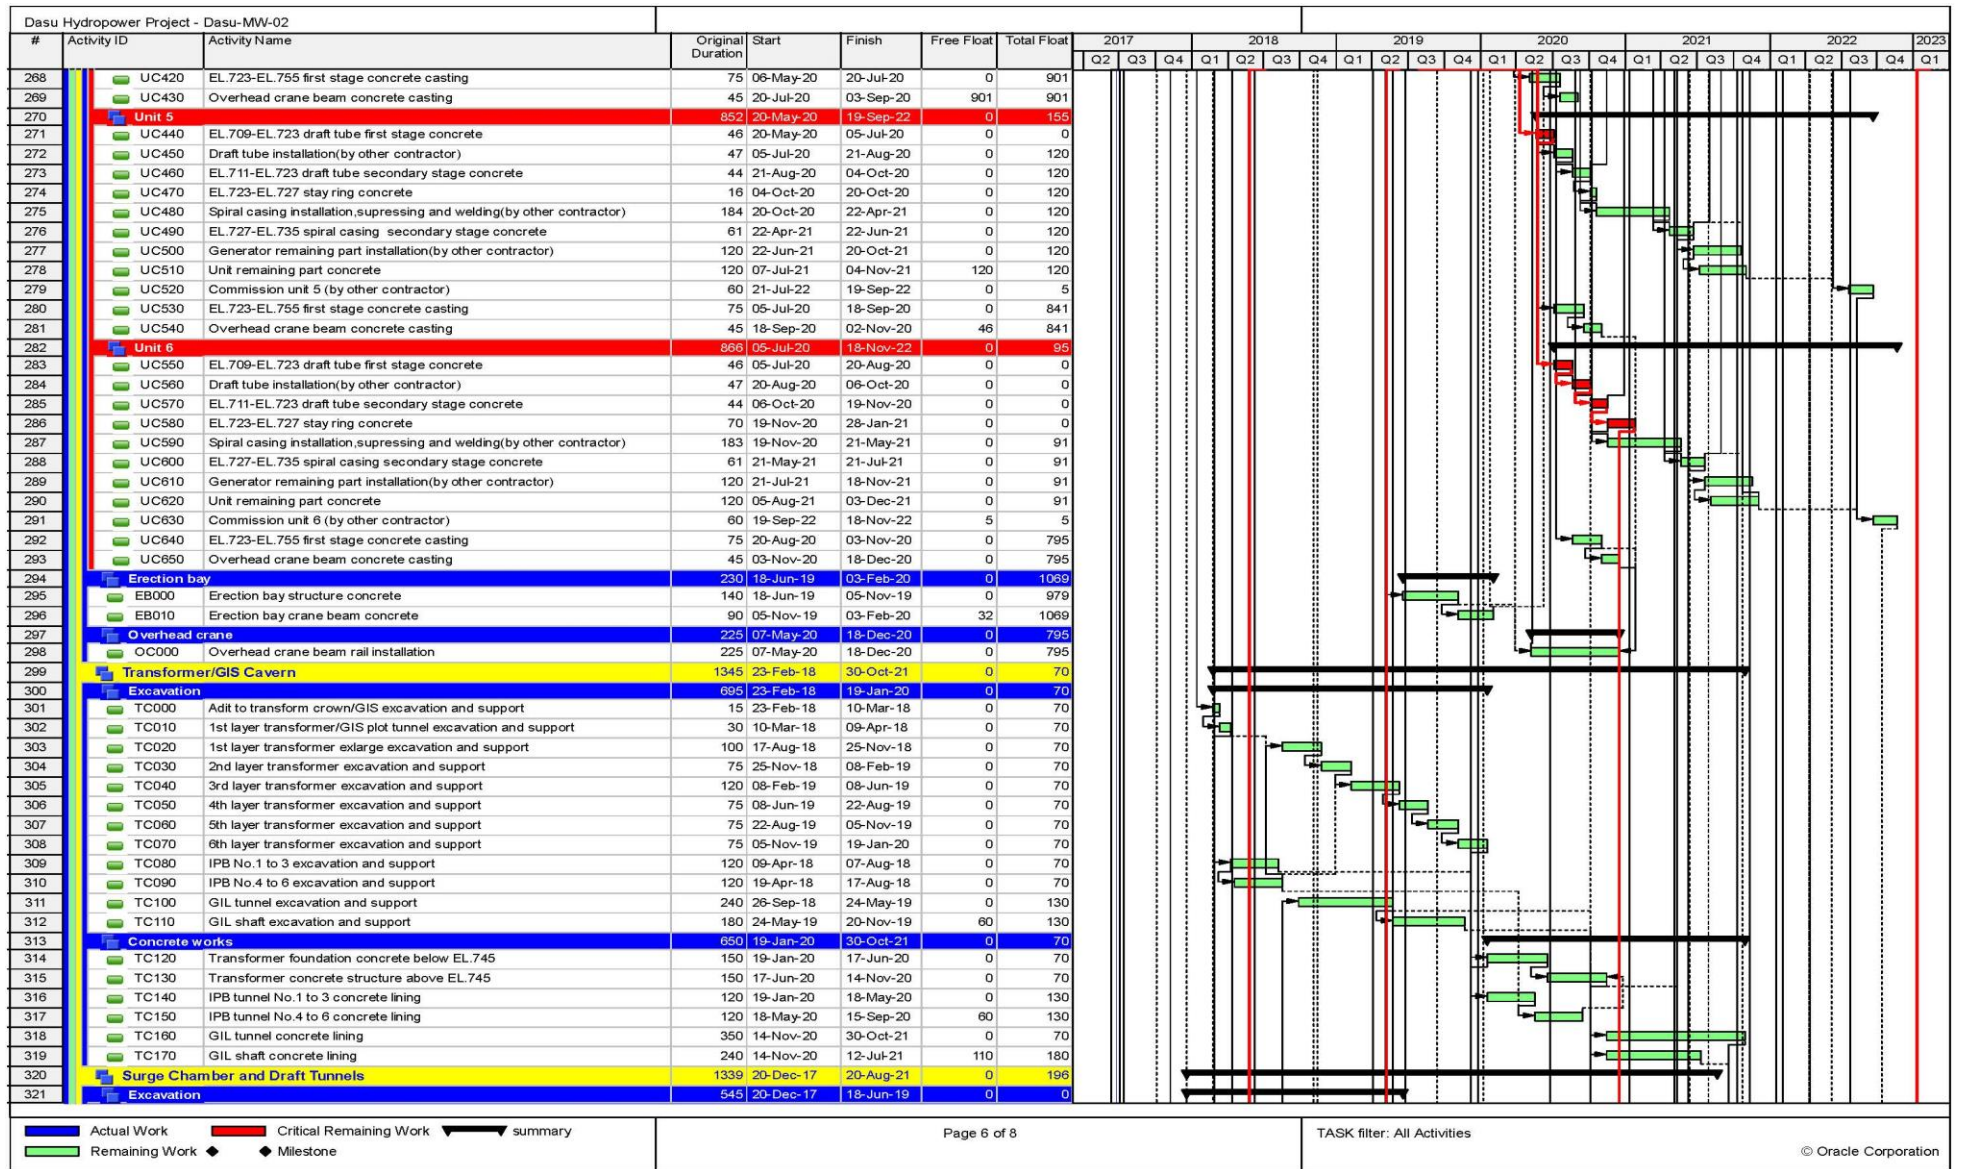 Dasu Hydropower Project - Dasu-MW-02
# Activity ID Activity Name Original Duration Start Finish Free Float Total Float 2017 2018 2019 2020 2021 2022 2023
Q2 Q3 Q4 Q1 Q2 Q3 Q4 Q1 Q2 Q3 Q4 Q1 Q2 Q3 Q4 Q1 Q2 Q3 Q4 Q1 Q2 Q3 Q4 Q1
268 UC420 EL.723-EL.755 first stage concrete casting 75 06-May-20 20-Jul-20 0 901
269 UC430 Overhead crane beam concrete casting 45 20-Jul-20 03-Sep-20 901 901
270 Unit 5 852 20-May-20 19-Sep-22 0 155
271 UC440 EL.709-EL.723 draft tube first stage concrete 46 20-May-20 05-Jul-20 0 0
272 UC450 Draft tube installation(by other contractor) 47 05-Jul-20 21-Aug-20 0 120
273 UC460 EL.711-EL.723 draft tube secondary stage concrete 44 21-Aug-20 04-Oct-20 0 120
274 UC470 EL.723-EL.727 stay ring concrete 16 04-Oct-20 20-Oct-20 0 120
275 UC480 Spiral casing installation,supressing and welding(by other contractor) 184 20-Oct-20 22-Apr-21 0 120
276 UC490 EL.727-EL.735 spiral casing secondary stage concrete 61 22-Apr-21 22-Jun-21 0 120
277 UC500 Generator remaining part installation(by other contractor) 120 22-Jun-21 20-Oct-21 0 120
278 UC510 Unit remaining part concrete 120 07-Jul-21 04-Nov-21 120 120
279 UC520 Commission unit 5 (by other contractor) 60 21-Jul-22 19-Sep-22 0 5
280 UC530 EL.723-EL.755 first stage concrete casting 75 05-Jul-20 18-Sep-20 0 841
281 UC540 Overhead crane beam concrete casting 45 18-Sep-20 02-Nov-20 46 841
282 Unit 6 866 05-Jul-20 18-Nov-22 0 95
283 UC550 EL.709-EL.723 draft tube first stage concrete 46 05-Jul-20 20-Aug-20 0 0
284 UC560 Draft tube installation(by other contractor) 47 20-Aug-20 06-Oct-20 0 0
285 UC570 EL.711-EL.723 draft tube secondary stage concrete 44 06-Oct-20 19-Nov-20 0 0
286 UC580 EL.723-EL.727 stay ring concrete 70 19-Nov-20 28-Jan-21 0 0
287 UC590 Spiral casing installation,supressing and welding(by other contractor) 183 19-Nov-20 21-May-21 0 91
288 UC600 EL.727-EL.735 spiral casing secondary stage concrete 61 21-May-21 21-Jul-21 0 91
289 UC610 Generator remaining part installation(by other contractor) 120 21-Jul-21 18-Nov-21 0 91
290 UC620 Unit remaining part concrete 120 05-Aug-21 03-Dec-21 0 91
291 UC630 Commission unit 6 (by other contractor) 60 19-Sep-22 18-Nov-22 5 5
292 UC640 EL.723-EL.755 first stage concrete casting 75 20-Aug-20 03-Nov-20 0 795
293 UC650 Overhead crane beam concrete casting 45 03-Nov-20 18-Dec-20 0 795
294 Erection bay 230 18-Jun-19 03-Feb-20 0 1069
295 EB000 Erection bay structure concrete 140 18-Jun-19 05-Nov-19 0 979
296 EB010 Erection bay crane beam concrete 90 05-Nov-19 03-Feb-20 32 1069
297 Overhead crane 225 07-May-20 18-Dec-20 0 795
298 OC000 Overhead crane beam rail installation 225 07-May-20 18-Dec-20 0 795
299 Transformer/GIS Cavern 1345 23-Feb-18 30-Oct-21 0 70
300 Excavation 695 23-Feb-18 19-Jan-20 0 70
301 TC000 Adit to transform crown/GIS excavation and support 15 23-Feb-18 10-Mar-18 0 70
302 TC010 1st layer transformer/GIS plot tunnel excavation and support 30 10-Mar-18 09-Apr-18 0 70
303 TC020 1st layer transformer exlarge excavation and support 100 17-Aug-18 25-Nov-18 0 70
304 TC030 2nd layer transformer excavation and support 75 25-Nov-18 08-Feb-19 0 70
305 TC040 3rd layer transformer excavation and support 120 08-Feb-19 08-Jun-19 0 70
306 TC050 4th layer transformer excavation and support 75 08-Jun-19 22-Aug-19 0 70
307 TC060 5th layer transformer excavation and support 75 22-Aug-19 05-Nov-19 0 70
308 TC070 6th layer transformer excavation and support 75 05-Nov-19 19-Jan-20 0 70
309 TC080 IPB No.1 to 3 excavation and support 120 09-Apr-18 07-Aug-18 0 70
310 TC090 IPB No.4 to 6 excavation and support 120 19-Apr-18 17-Aug-18 0 70
311 TC100 GIL tunnel excavation and support 240 26-Sep-18 24-May-19 0 130
312 TC110 GIL shaft excavation and support 180 24-May-19 20-Nov-19 60 130
313 Concrete works 650 19-Jan-20 30-Oct-21 0 70
314 TC120 Transformer foundation concrete below EL.745 150 19-Jan-20 17-Jun-20 0 70
315 TC130 Transformer concrete structure above EL.745 150 17-Jun-20 14-Nov-20 0 70
316 TC140 IPB tunnel No.1 to 3 concrete lining 120 19-Jan-20 18-May-20 0 130
317 TC150 IPB tunnel No.4 to 6 concrete lining 120 18-May-20 15-Sep-20 60 130
318 TC160 GIL tunnel concrete lining 350 14-Nov-20 30-Oct-21 0 70
319 TC170 GIL shaft concrete lining 240 14-Nov-20 12-Jul-21 110 180
320 Surge Chamber and Draft Tunnels 1339 20-Dec-17 20-Aug-21 0 196
321 Excavation 545 20-Dec-17 18-Jun-19 0 0
Actual Work Critical Remaining Work summary Page 6 of 8 TASK filter: All Activities
Remaining Work Milestone © Oracle Corporation